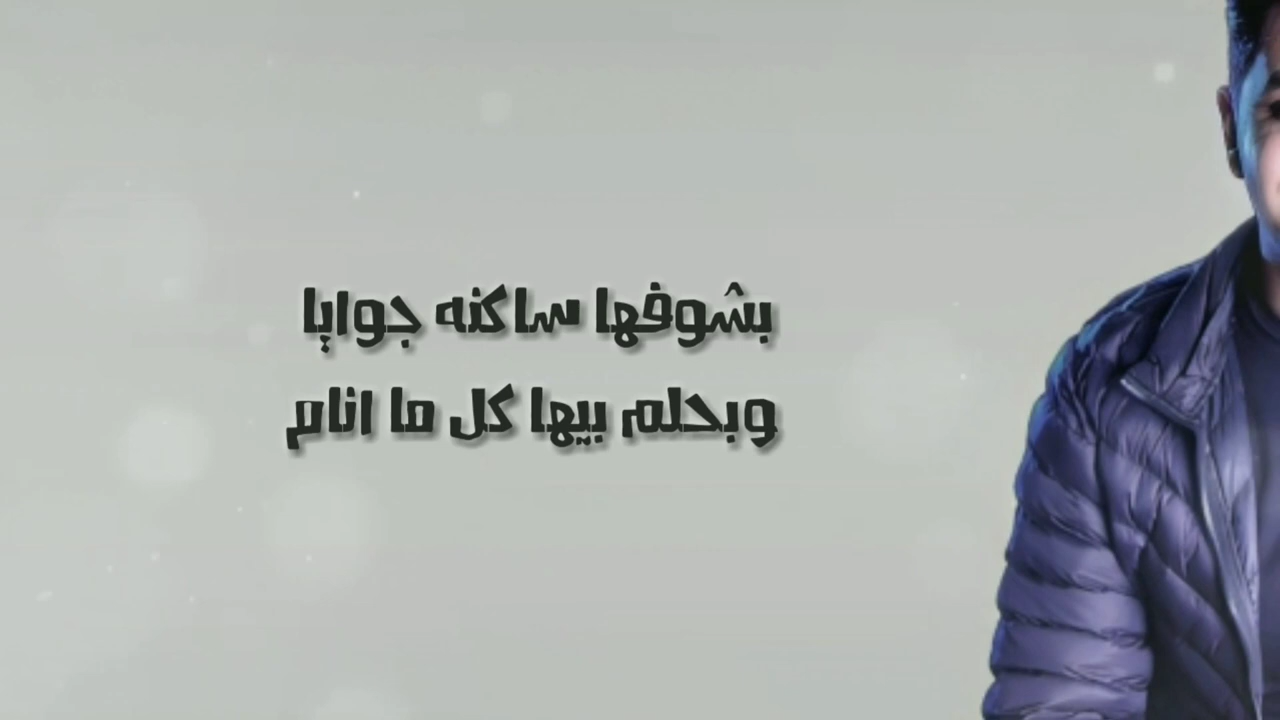 بشوفها ساكنه جوايا
وبحلم بيها كل ما انام